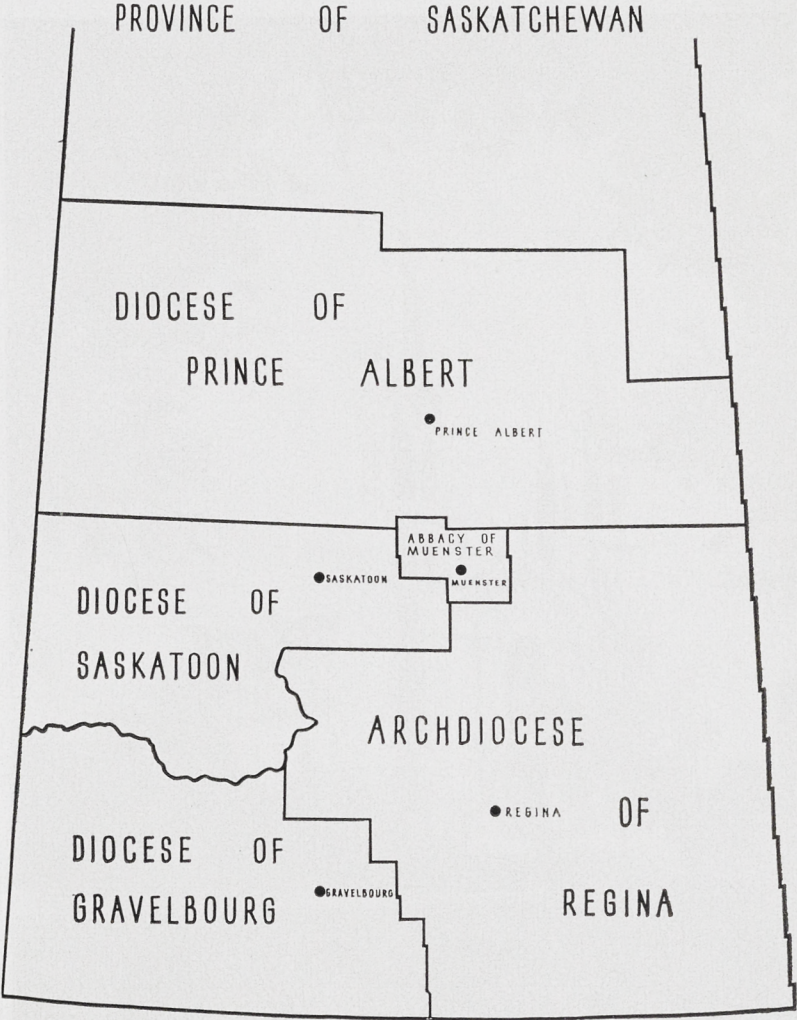 PROVINCE OF SASKATCHEWAN
DIOCESE OF
PRINCE ALBERT
PRINCE ALBERT
ABBACY OF
MUENSTER
MUENSTER
SASKATOON
DIOCESE OF
SASKATOON
ARCHDIOCESE
OF
REGINA
REGINA
DIOCESE OF
GRAVELBOURG
GRAVELBOURG